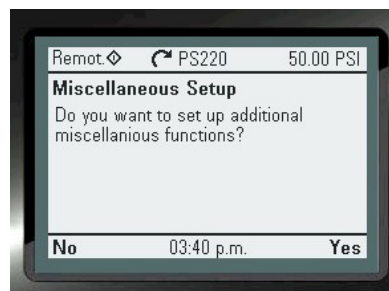 Remot. PS220 50.00 PSI
Miscellaneous Setup
Do you want to set up additional
miscellanious functions?
No 03:40 p.m. Yes